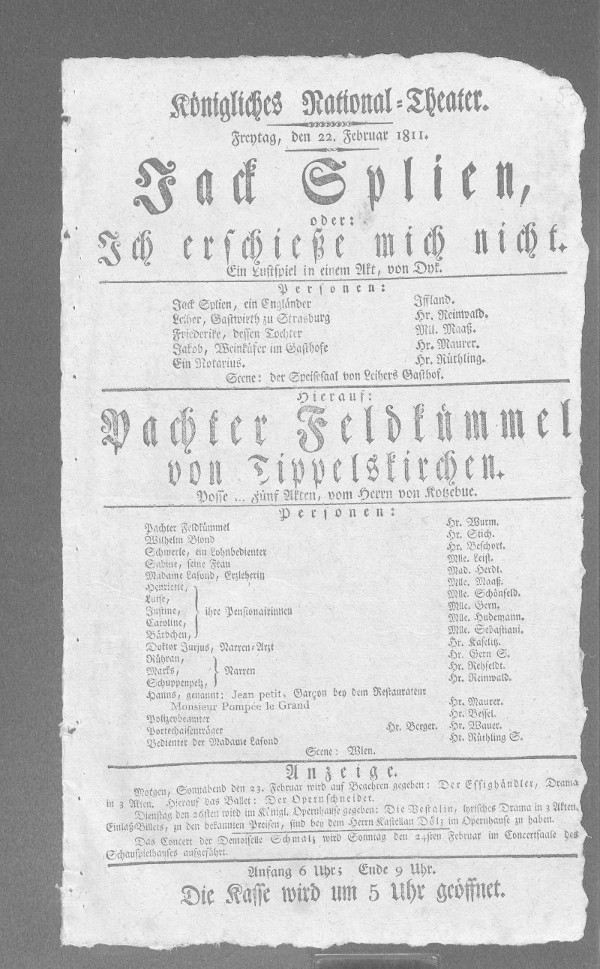 Königliches National-Theater.
Freytag, den 22. Februar 1811.
Jack Splien,
oder:
Ich erschieße mich nicht.
Ein Lustspiel in einem Akt, von Dyk.
Personen:
Jack Splien, ein Engländer Iffland.
Leiher, Gastwirth zu Strasburg Hr. Reinwald.
Friederike, dessen Tochter Mll. Maaß.
Jakob, Weinküfer im Gasthofe Hr. Maurer.
Ein Notarius. Hr. Rüthling.
Scene: der Speisesaal von Leihers Gasthof.
Hierauf:
Pachter Feldkümmel
von Tippelskirchen.
Posse ... Fünf Akten, vom Herrn von Kotzebue.
Personen:
Pachter Feldkümmel Hr. Wurm.
Wilhelm Blond Hr. Stich.
Schmerle, ein Lohnbedienter Hr. Beschort.
Sabine, seine Frau Mlle. Leist.
Madame Lafond, Erzieherin Mad. Herdt.
Henriette, Mlle. Maaß.
Luise, Mlle. Schönfeld.
Justine, ihre Pensionairinnen Mlle. Gern.
Caroline, Mlle. Hudemann.
Bärbchen, Mlle. Sebastiani.
Doktor Jurjus, Narren-Arzt Hr. Kaselitz.
Rühran, Hr. Gern S.
Marks, Narren Hr. Rehfeldt.
Schuppenpelz, Hr. Reinwald.
Hanns, genannt: Jean petit, Garçon bey dem Restaurateur
Monsieur Pompée le Grand Hr. Maurer.
Polizeybeamter Hr. Bessel.
Portechaisenträger Hr. Berger. Hr. Wauer.
Bedienter der Madame Lafond Hr. Rüthling S.
Scene: Wien.
Anzeige.
Morgen, Sonnabend den 23. Februar wird auf Begehren gegeben: Der Essighändler, Drama
in 3 Akten. Hierauf das Ballet: Der Opernschneider.
Dienstag den 26sten wird im Königl. Opernhause gegeben: Die Vestalin, lyrisches Drama in 3 Akten.
Einlaß-Billets, zu den bekannten Preisen, sind bey dem Herrn Kastellan Dölz im Opernhause zu haben.
Das Concert der Demoiselle Schmalz wird Sonntag den 24sten Februar im Concertsaale des
Schauspielhauses aufgeführt.
Anfang 6 Uhr; Ende 9 Uhr.
Die Kasse wird um 5 Uhr geöffnet.